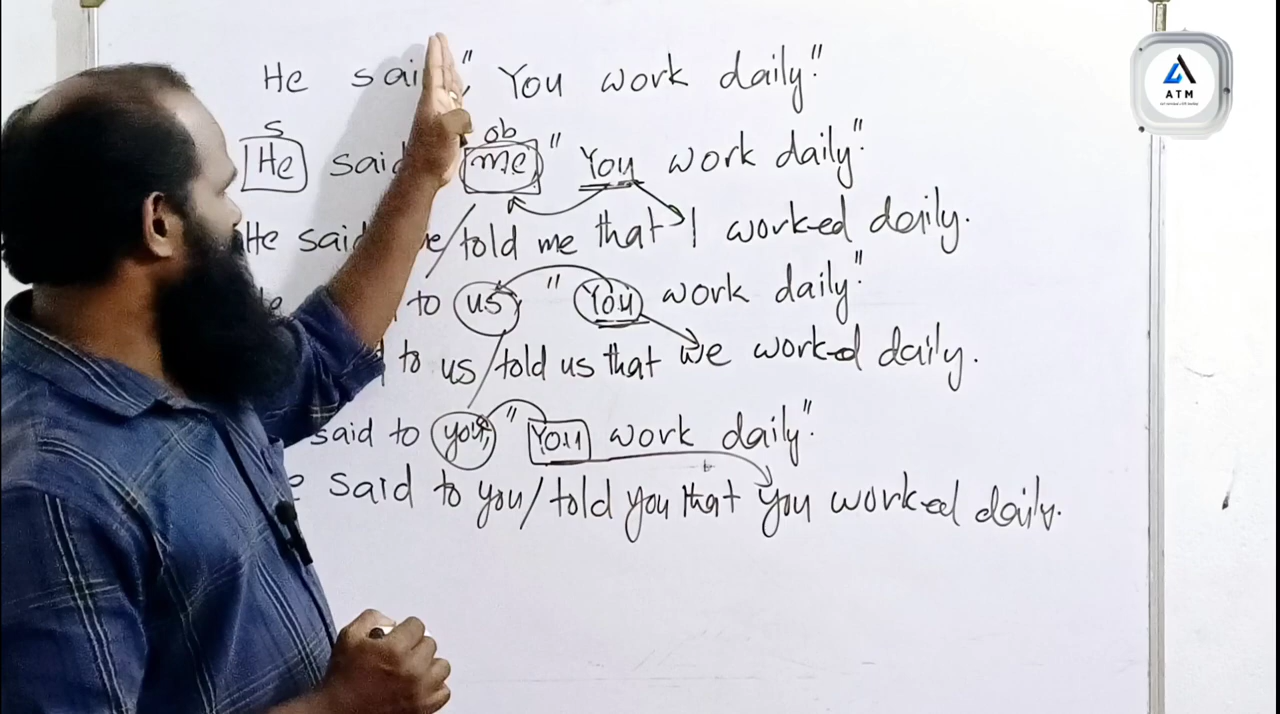 He sai," You work daily."
s ob
He said me," You work daily."
He said me/told me that I worked daily.
to us, " You work daily."
to us/told us that we worked daily.
said to you, " You work daily".
said to you/told you that you worked daily.
ATM